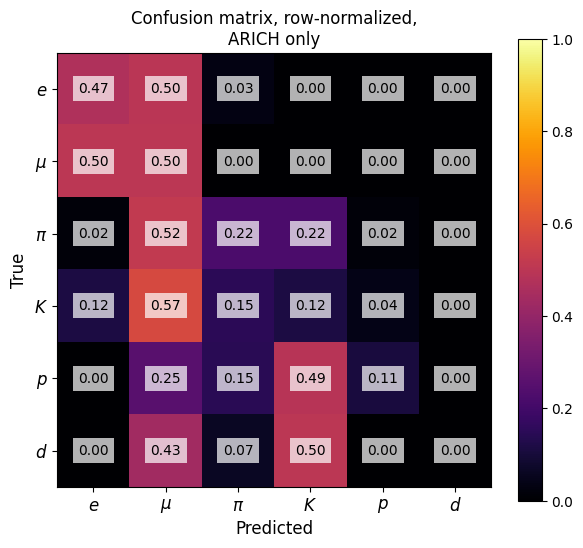 Confusion matrix, row-normalized,
ARICH only
True
e 0.47 0.50 0.03 0.00 0.00 0.00
μ 0.50 0.50 0.00 0.00 0.00 0.00
π 0.02 0.52 0.22 0.22 0.02 0.00
K 0.12 0.57 0.15 0.12 0.04 0.00
p 0.00 0.25 0.15 0.49 0.11 0.00
d 0.00 0.43 0.07 0.50 0.00 0.00
e μ π K p d
Predicted
1.0
0.8
0.6
0.4
0.2
0.0